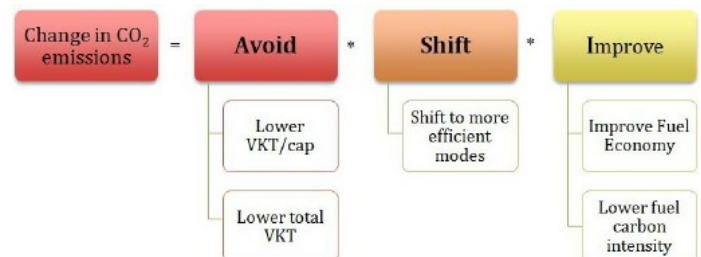 Change in CO₂
emissions
=
Avoid
*
Shift
*
Improve
Lower
VKT/cap
Lower total
VKT
Shift to more
efficient
modes
Improve Fuel
Economy
Lower fuel
carbon
intensity